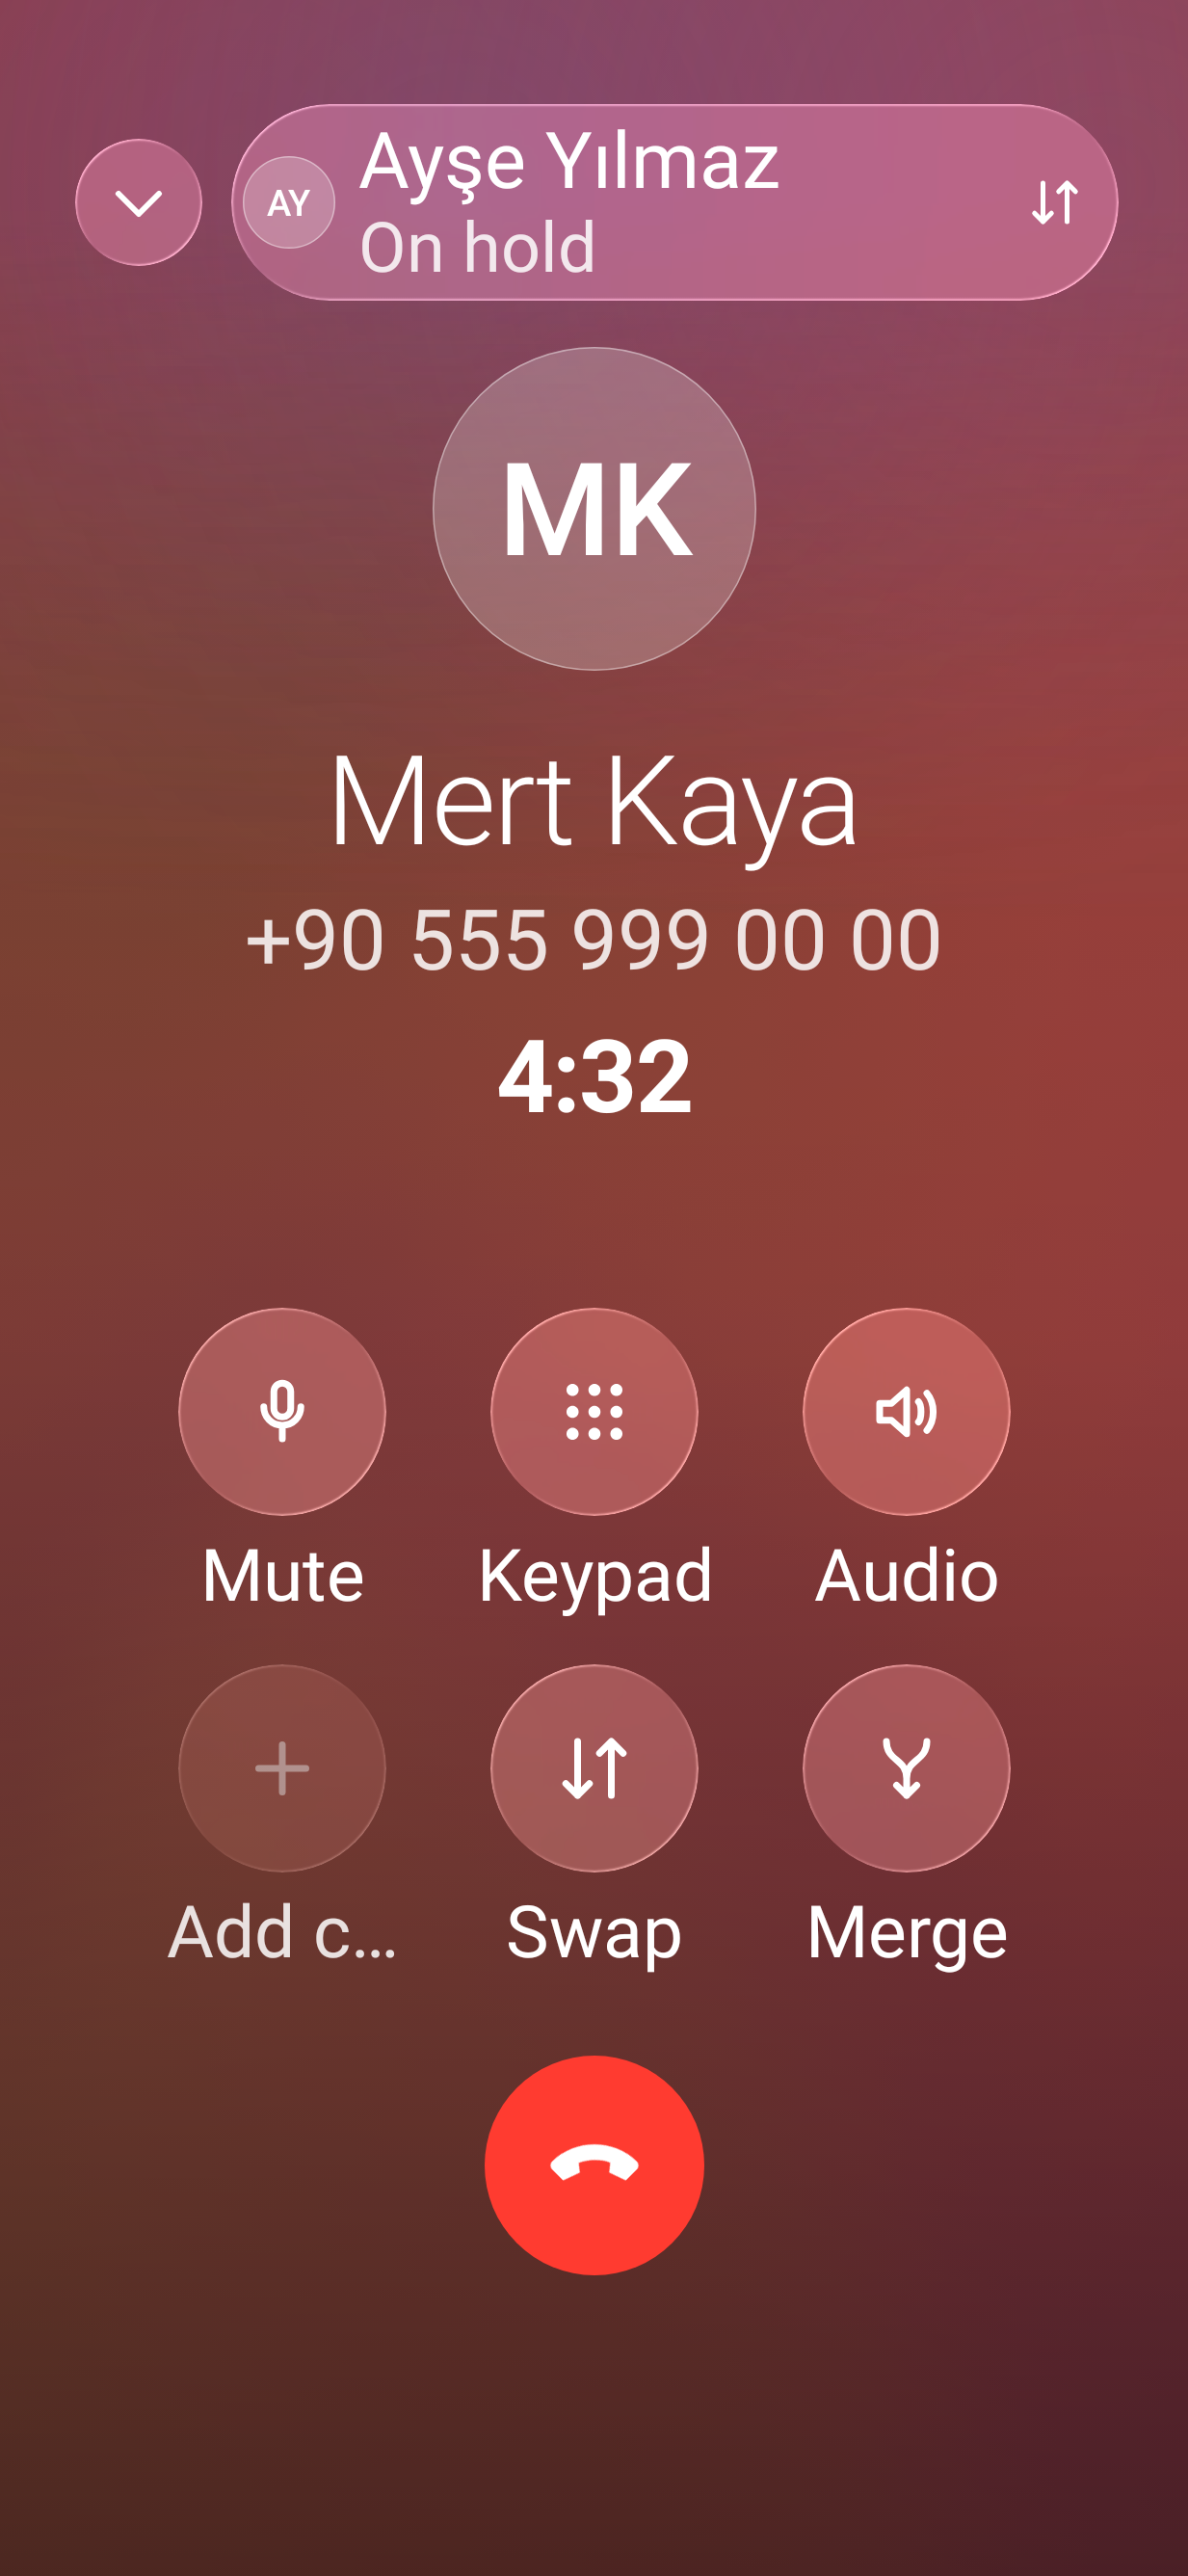 AY
Ayşe Yılmaz
On hold
MK
Mert Kaya
+90 555 999 00 00
4:32
Mute
Keypad
Audio
Add c…
Swap
Merge